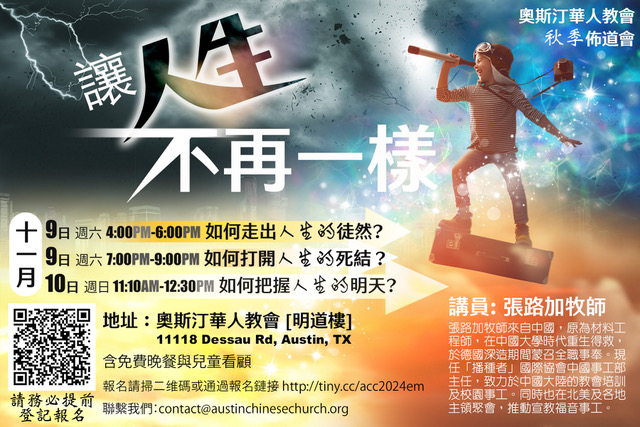 奧斯汀華人教會
秋季佈道會
讓人生
不再一樣
十一月
9日 週六 4:00PM-6:00PM 如何走出人生的徒然?
9日 週六 7:00PM-9:00PM 如何打開人生的死結?
10日 週日 11:10AM-12:30PM 如何把握人生的明天?
地址：奧斯汀華人教會 [明道樓]
11118 Dessau Rd, Austin, TX
含免費晚餐與兒童看顧
報名請掃二维碼或通過報名鏈接 http://tiny.cc/acc2024em
聯繫我們：contact@austinchinesechurch.org
請務必提前
登記報名
講員: 張路加牧師
張路加牧師來自中國，原為材料工
程師，在中國大學時代重生得救，
於德國深造期間蒙召全職事奉。現
任「播種者」國際協會中國事工部
主任，致力於中國大陸的教會培訓
及校園事工。同時也在北美及各地
主領聚會，推動宣教福音事工。